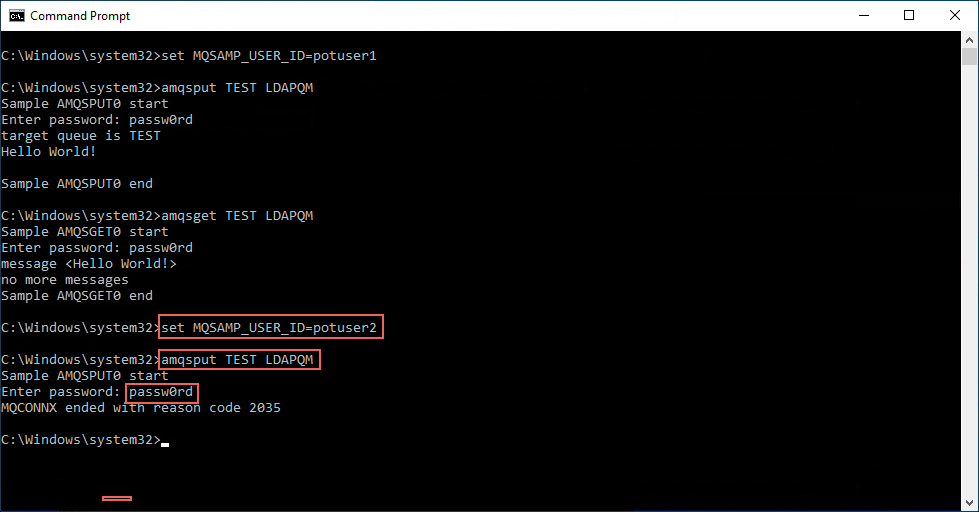 Command Prompt
C:\Windows\system32>set MQSAMP_USER_ID=potuser1
C:\Windows\system32>amqsput TEST LDAPQM
Sample AMQSPUT0 start
Enter password: passw0rd
target queue is TEST
Hello World!
Sample AMQSPUT0 end
C:\Windows\system32>amqsget TEST LDAPQM
Sample AMQSGET0 start
Enter password: passw0rd
message <Hello World!>
no more messages
Sample AMQSGET0 end
C:\Windows\system32>set MQSAMP_USER_ID=potuser2
C:\Windows\system32>amqsput TEST LDAPQM
Sample AMQSPUT0 start
Enter password: passw0rd
MQCONNX ended with reason code 2035
C:\Windows\system32>